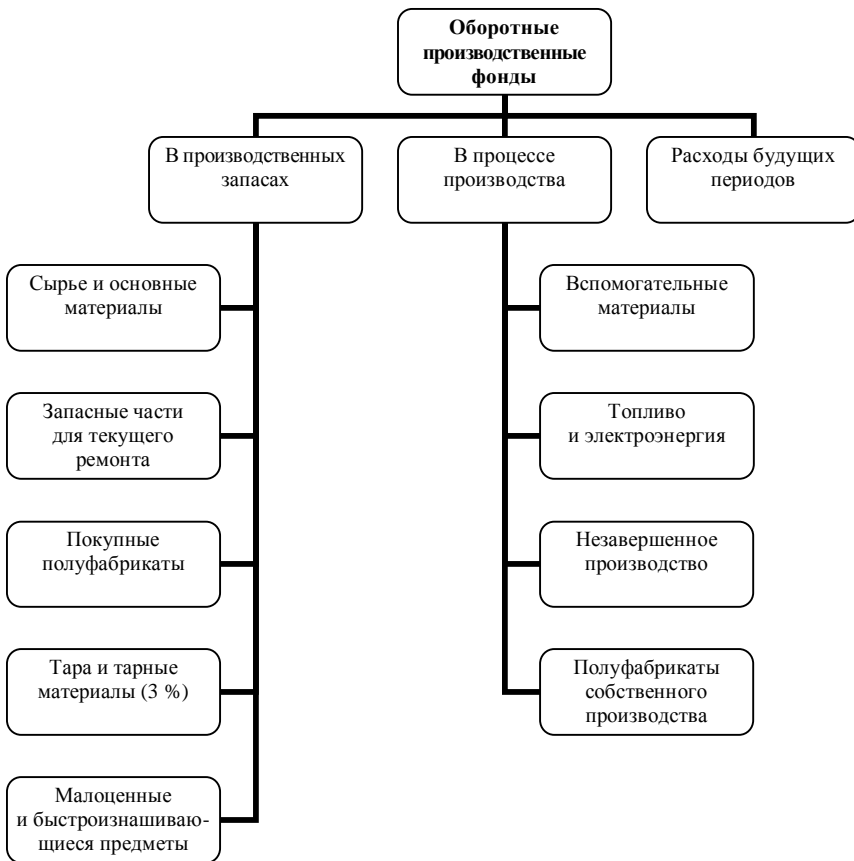 Оборотные
производственные
фонды
В производственных
запасах
В процессе
производства
Расходы будущих
периодов
Сырье и основные
материалы
Запасные части
для текущего
ремонта
Покупные
полуфабрикаты
Тара и тарные
материалы (3 %)
Малоценные
и быстроизнашиваю-
щиеся предметы
Вспомогательные
материалы
Топливо
и электроэнергия
Незавершенное
производство
Полуфабрикаты
собственного
производства